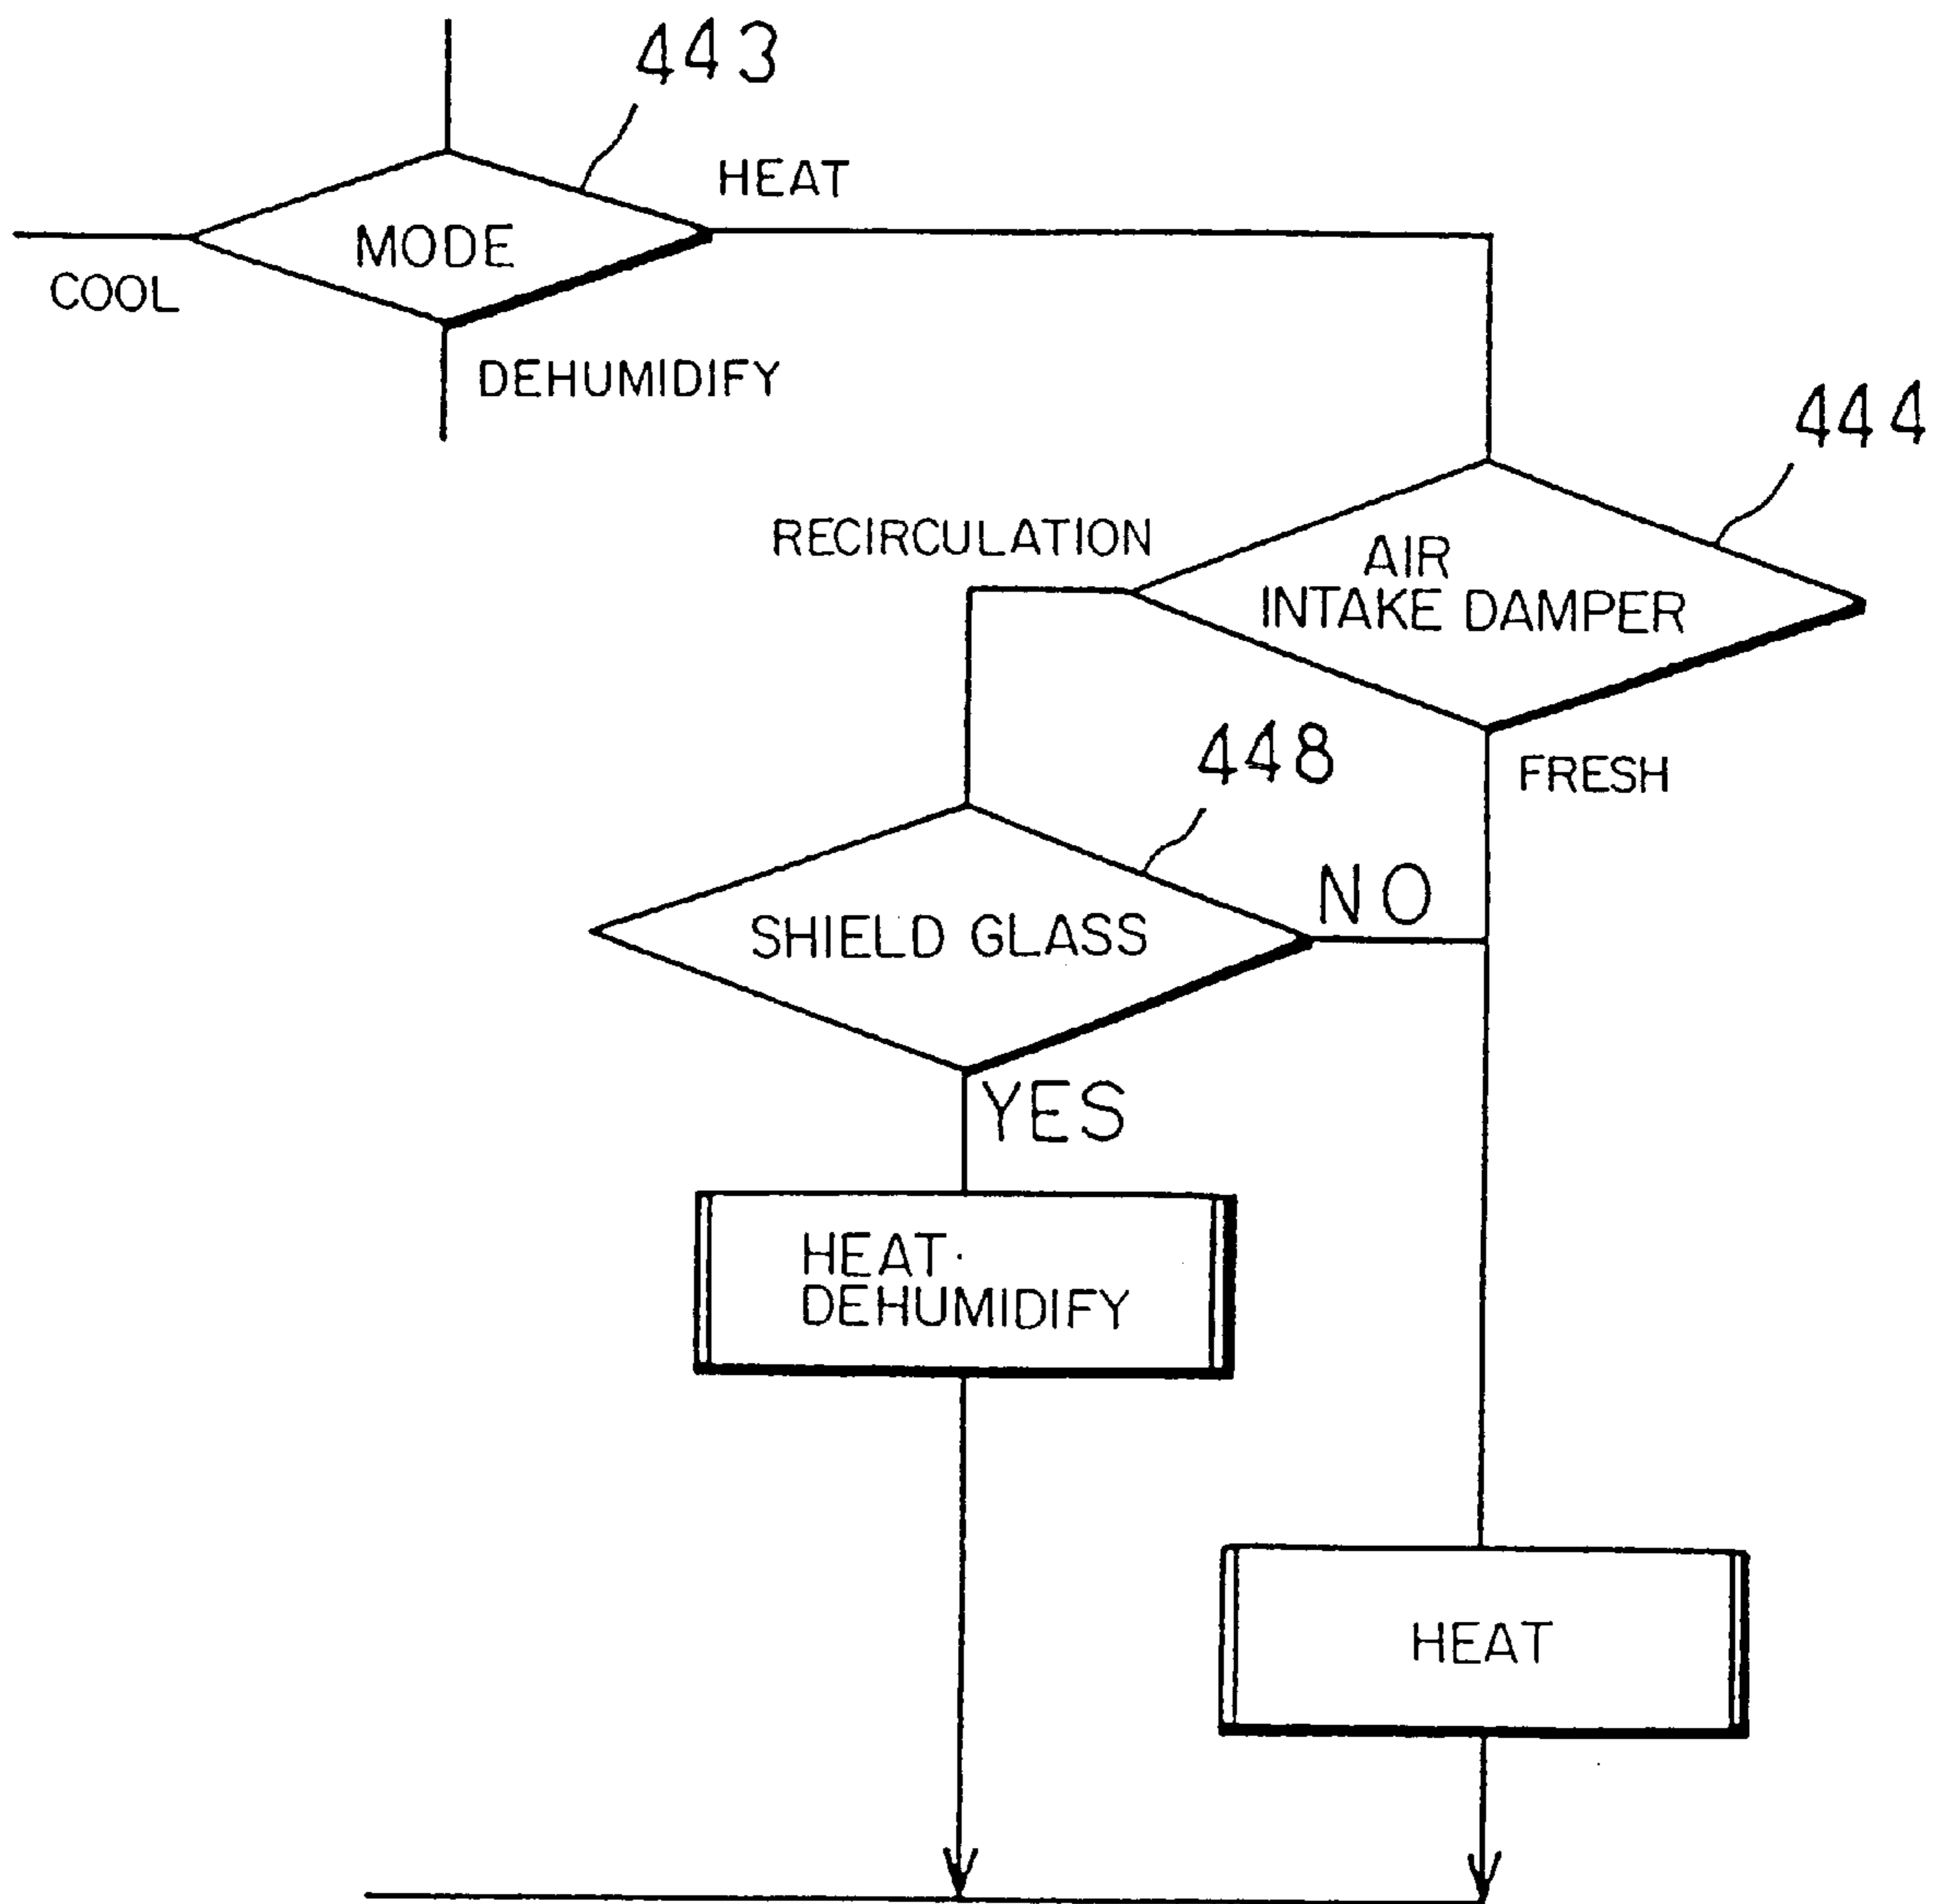 443
HEAT
MODE
COOL
DEHUMIDIFY
444
RECIRCULATION
AIR
INTAKE DAMPER
448
FRESH
NO
SHIELD GLASS
YES
HEAT·
DEHUMIDIFY
HEAT